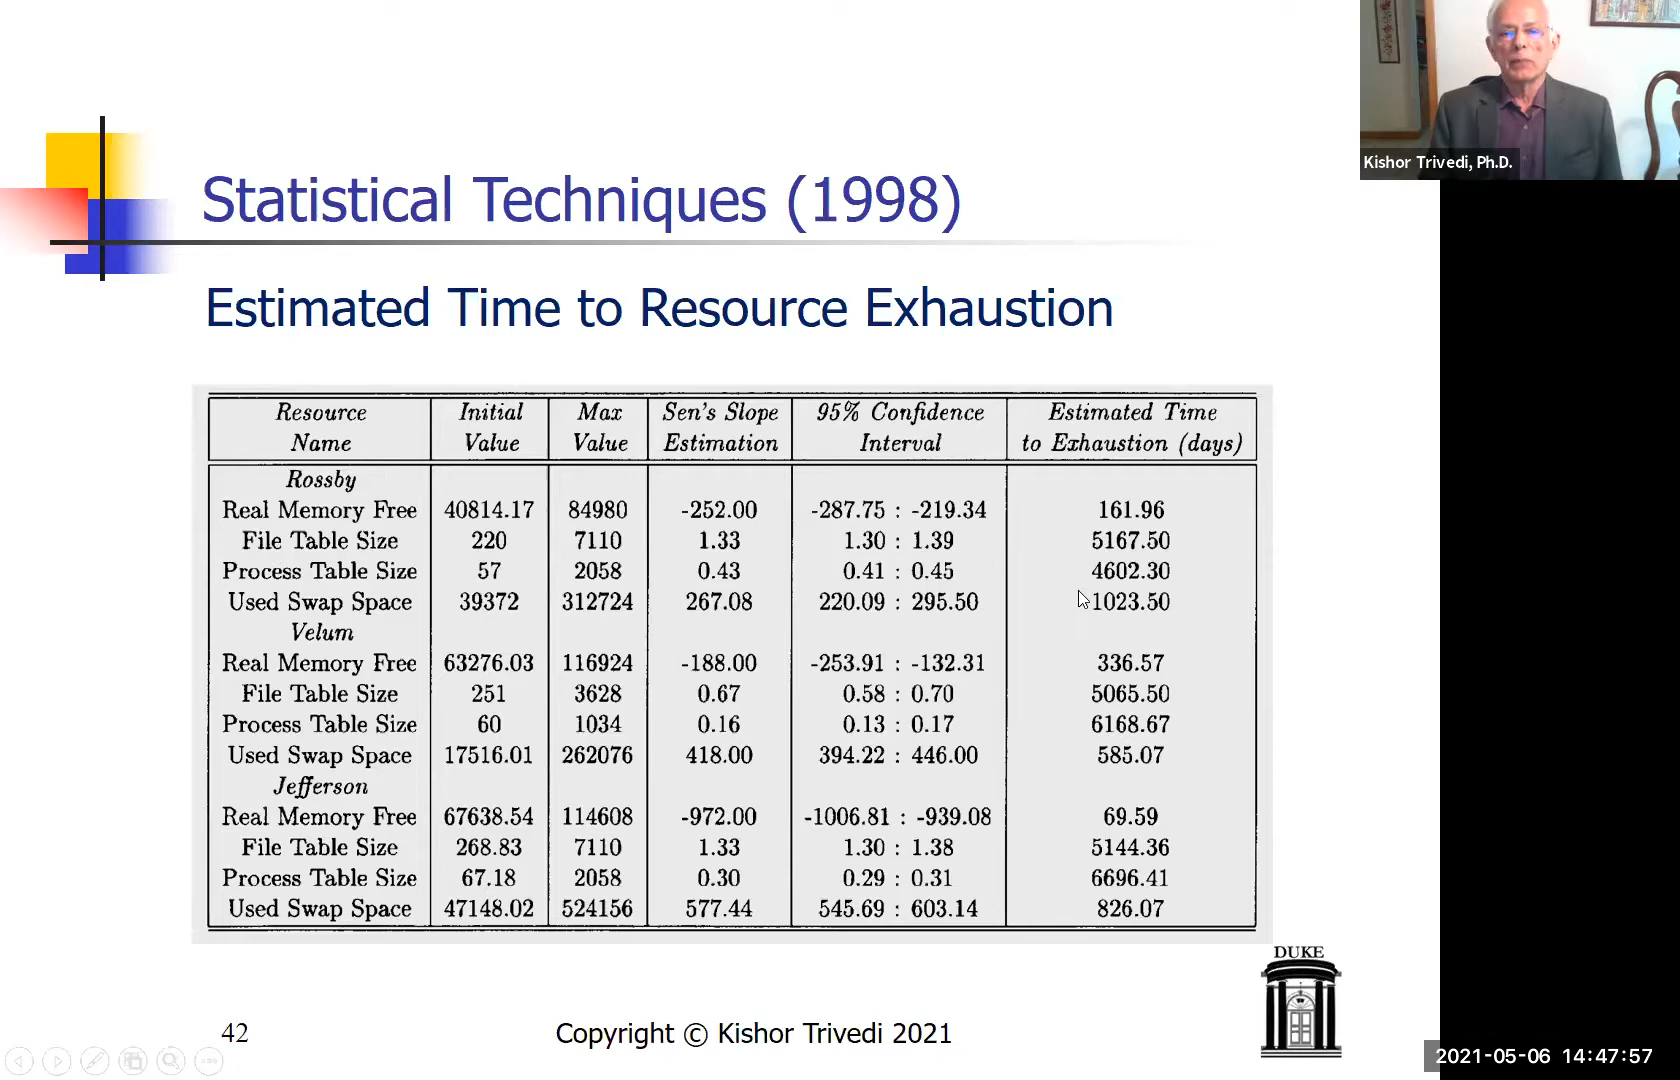 Kishor Trivedi, Ph.D.
Statistical Techniques (1998)
Estimated Time to Resource Exhaustion
Resource Name Initial Value Max Value Sen's Slope Estimation 95% Confidence Interval Estimated Time to Exhaustion (days)
Rossby
Real Memory Free 40814.17 84980 -252.00 -287.75 : -219.34 161.96
File Table Size 220 7110 1.33 1.30 : 1.39 5167.50
Process Table Size 57 2058 0.43 0.41 : 0.45 4602.30
Used Swap Space 39372 312724 267.08 220.09 : 295.50 1023.50
Velum
Real Memory Free 63276.03 116924 -188.00 -253.91 : -132.31 336.57
File Table Size 251 3628 0.67 0.58 : 0.70 5065.50
Process Table Size 60 1034 0.16 0.13 : 0.17 6168.67
Used Swap Space 17516.01 262076 418.00 394.22 : 446.00 585.07
Jefferson
Real Memory Free 67638.54 114608 -972.00 -1006.81 : -939.08 69.59
File Table Size 268.83 7110 1.33 1.30 : 1.38 5144.36
Process Table Size 67.18 2058 0.30 0.29 : 0.31 6696.41
Used Swap Space 47148.02 524156 577.44 545.69 : 603.14 826.07
DUKE
42
Copyright © Kishor Trivedi 2021
2021-05-06 14:47:57